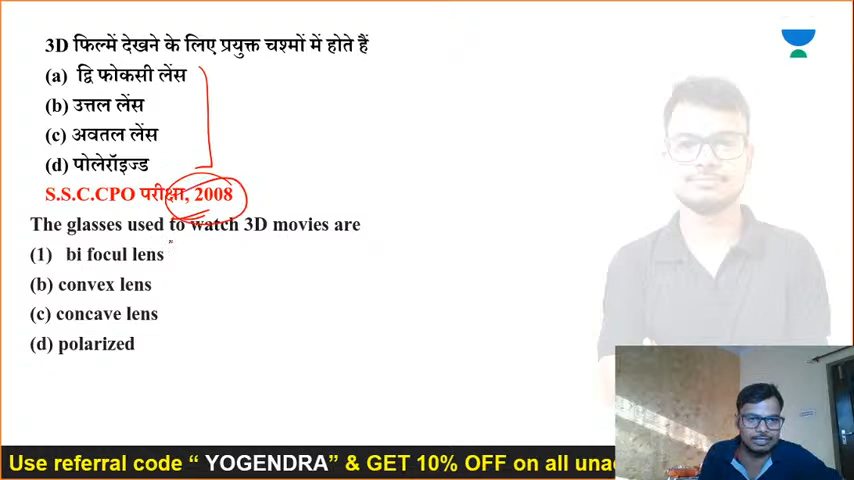 3D फिल्में देखने के लिए प्रयुक्त चश्मों में होते हैं
(a) द्वि फोकसी लेंस
(b) उत्तल लेंस
(c) अवतल लेंस
(d) पोलेरॉइज्ड
S.S.C.CPO परीक्षा, 2008
The glasses used to watch 3D movies are
(1) bi focul lens
(b) convex lens
(c) concave lens
(d) polarized
Use referral code “ YOGENDRA” & GET 10% OFF on all